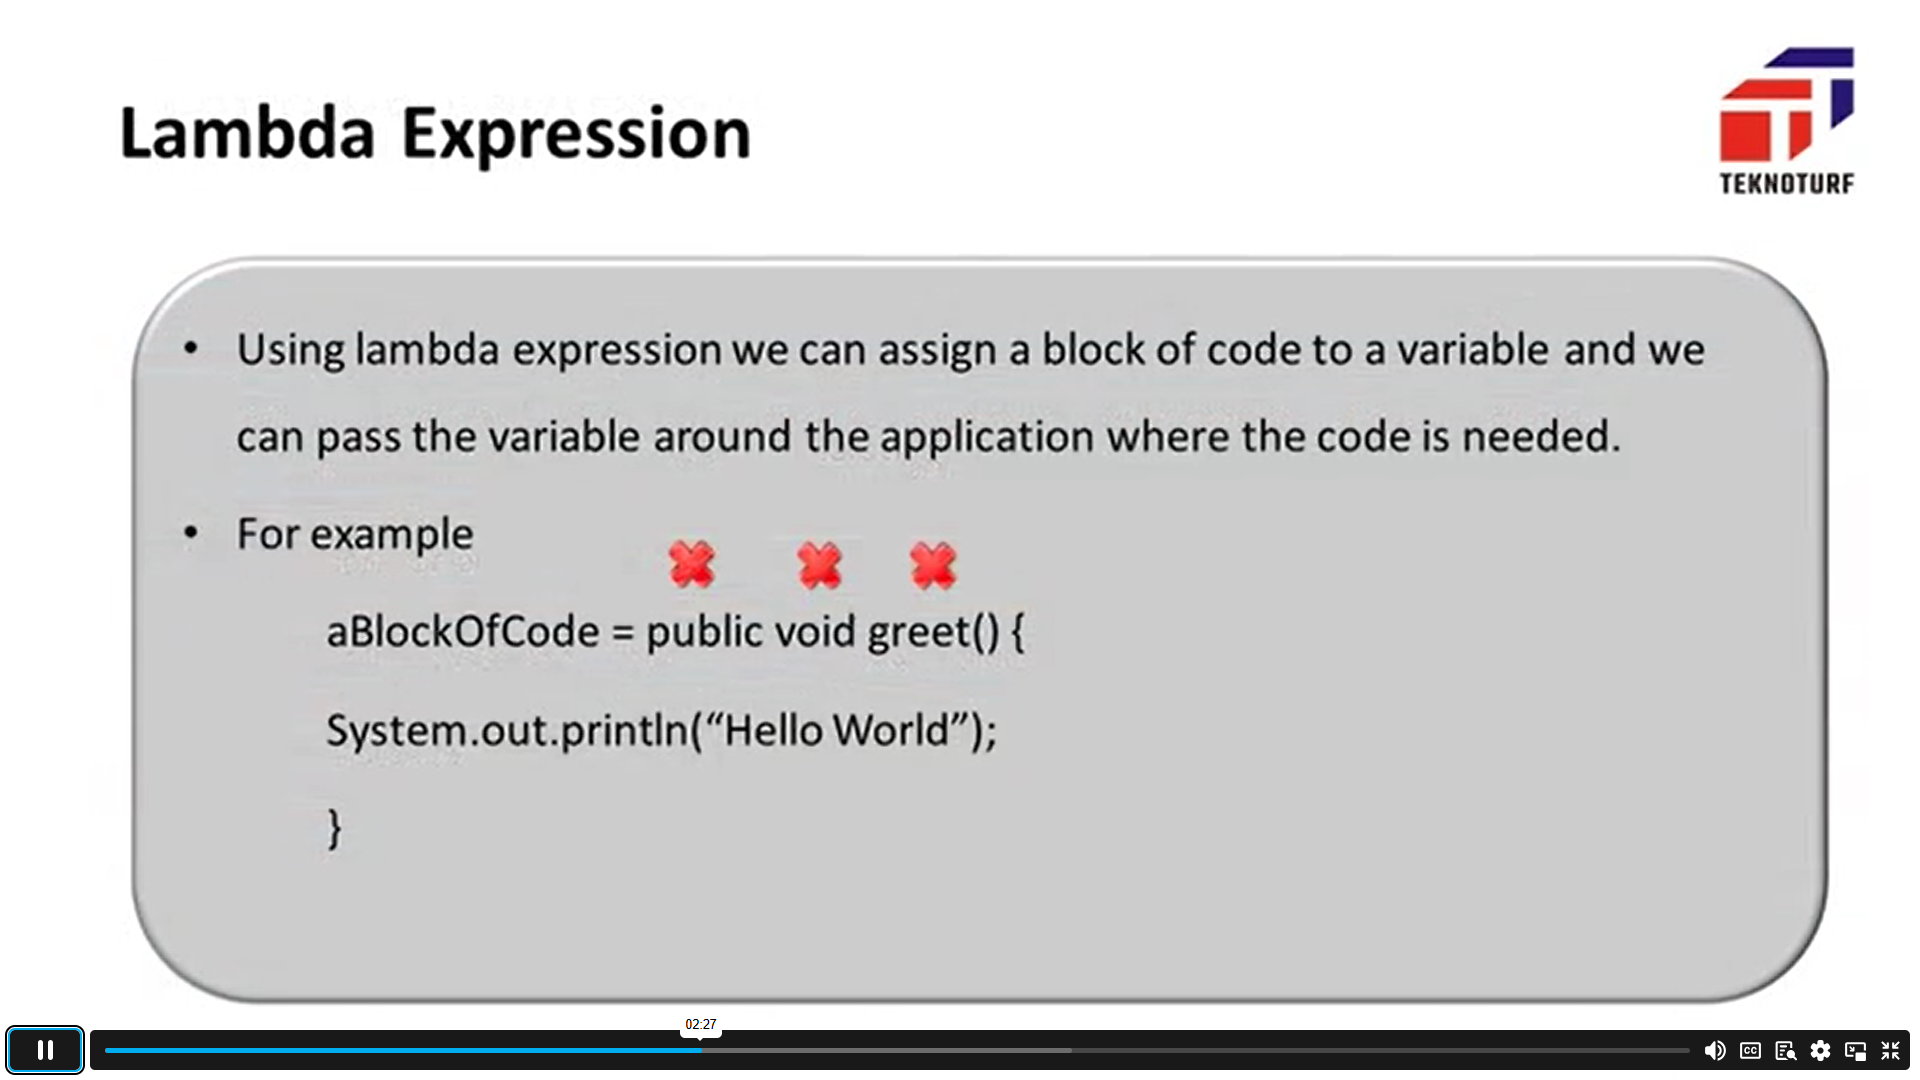 Lambda Expression
TEKNOTURF
• Using lambda expression we can assign a block of code to a variable and we
can pass the variable around the application where the code is needed.
• For example
aBlockOfCode = public void greet() {
System.out.println(“Hello World”);
}
02:27
CC